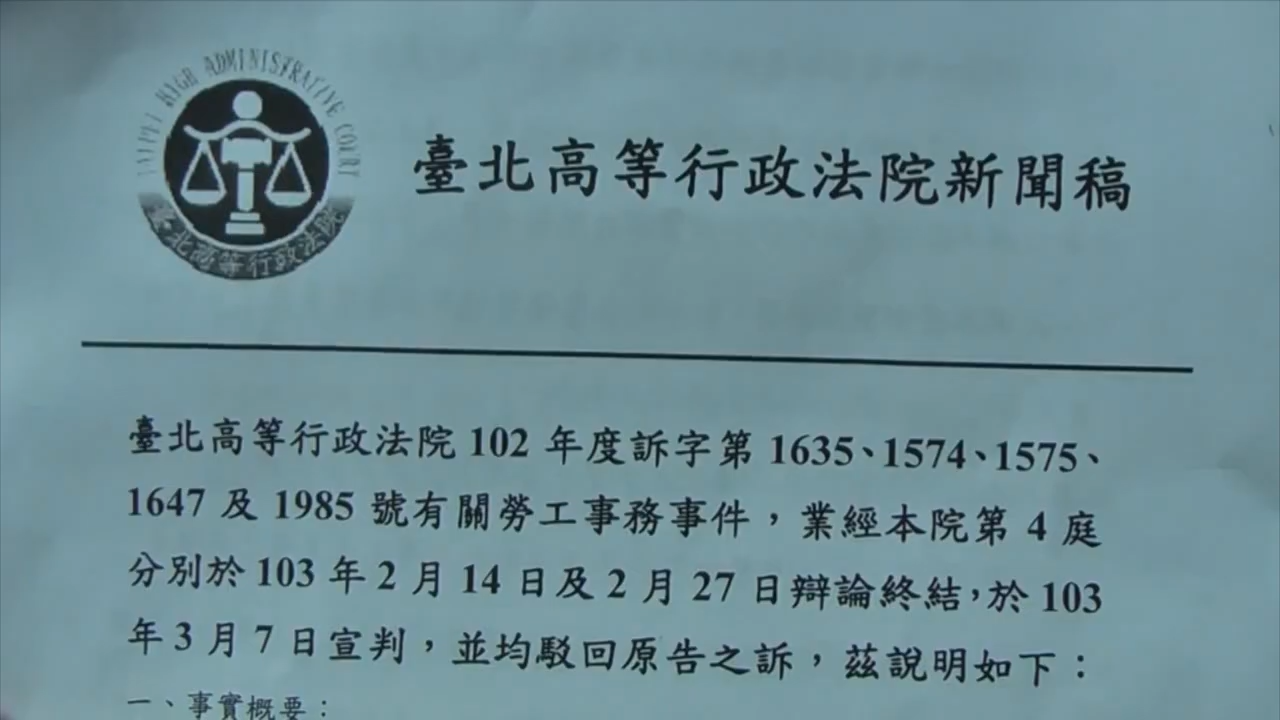 TAIPEI HIGH ADMINISTRATIVE COURT
臺北高等行政法院
臺北高等行政法院新聞稿
臺北高等行政法院 102 年度訴字第 1635、1574、1575、
1647 及 1985 號有關勞工事務事件，業經本院第 4 庭
分別於 103 年 2 月 14 日及 2 月 27 日辯論終結，於 103
年 3 月 7 日宣判，並均駁回原告之訴，茲說明如下：
一、事實概要：